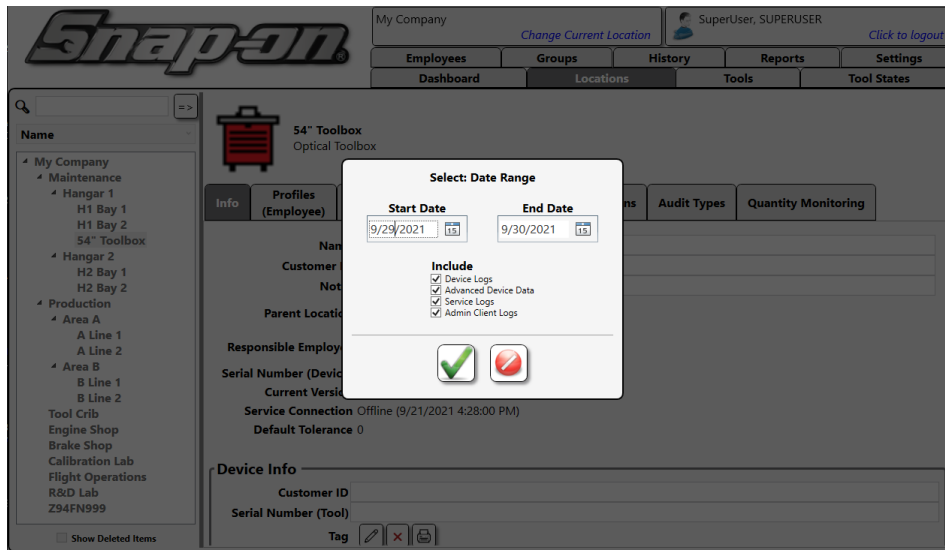 Snap-on®
My Company
Change Current Location
SuperUser, SUPERUSER
Click to logout
Employees Groups History Reports Settings
Dashboard Locations Tools Tool States
=>
Name
My Company
Maintenance
Hangar 1
H1 Bay 1
H1 Bay 2
54" Toolbox
Hangar 2
H2 Bay 1
H2 Bay 2
Production
Area A
A Line 1
A Line 2
Area B
B Line 1
B Line 2
Tool Crib
Engine Shop
Brake Shop
Calibration Lab
Flight Operations
R&D Lab
Z94FN999
Show Deleted Items
54" Toolbox
Optical Toolbox
Info Profiles (Employee) Audit Types Quantity Monitoring
Select: Date Range
Start Date End Date
9/29/2021 15 9/30/2021 15
Include
Device Logs
Advanced Device Data
Service Logs
Admin Client Logs
Customer
Parent
Responsible
Serial Number
Current
Service Connection Offline (9/21/2021 4:28:00 PM)
Default Tolerance 0
Device Info
Customer ID
Serial Number (Tool)
Tag